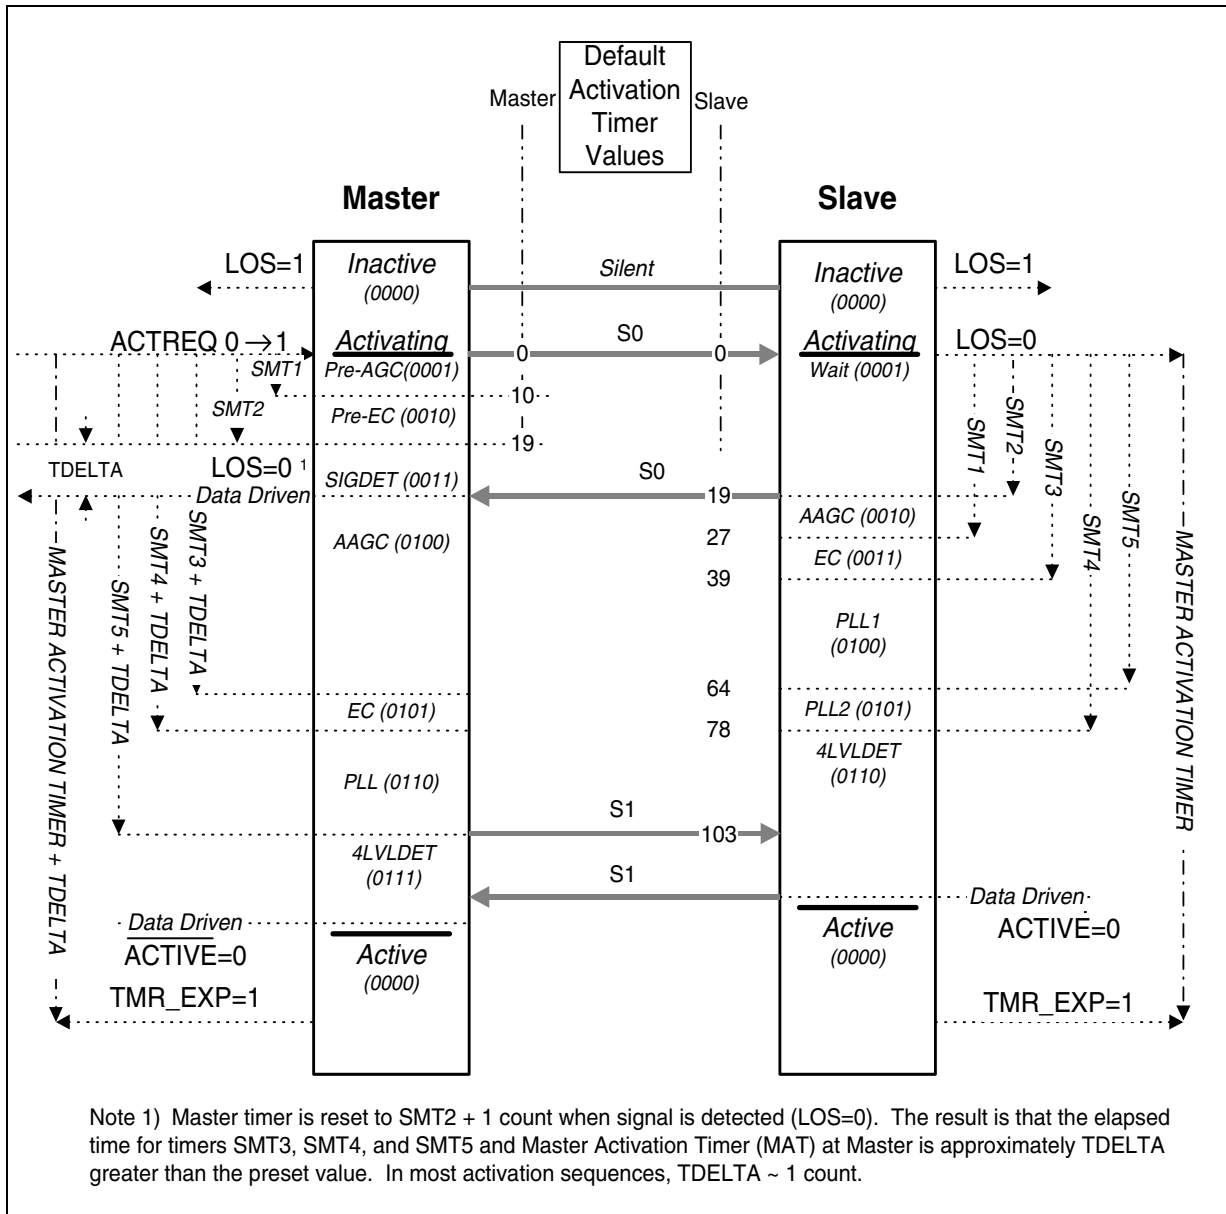 Default
Activation
Timer
Values
Master
Slave
Master
Slave
LOS=1
Inactive
(0000)
Silent
Inactive
(0000)
LOS=1
ACTREQ 0→1
Activating
S0
Activating
LOS=0
SMT1
Pre-AGC(0001)
0
0
Wait (0001)
10
SMT2
Pre-EC (0010)
19
TDELTA
LOS=0 1
Data Driven
SIGDET (0011)
S0
19
SMT1
SMT2
SMT3
SMT4
SMT5
MASTER ACTIVATION TIMER
AAGC (0010)
AAGC (0100)
27
EC (0011)
39
PLL1
(0100)
MASTER ACTIVATION TIMER + TDELTA
SMT5 + TDELTA
SMT4 + TDELTA
SMT3 + TDELTA
64
EC (0101)
PLL2 (0101)
78
4LVLDET
(0110)
PLL (0110)
S1
103
4LVLDET
(0111)
S1
Data Driven
Data Driven
ACTIVE=0
Active
(0000)
Active
(0000)
ACTIVE=0
TMR_EXP=1
TMR_EXP=1
Note 1) Master timer is reset to SMT2 + 1 count when signal is detected (LOS=0). The result is that the elapsed
time for timers SMT3, SMT4, and SMT5 and Master Activation Timer (MAT) at Master is approximately TDELTA
greater than the preset value. In most activation sequences, TDELTA ~ 1 count.